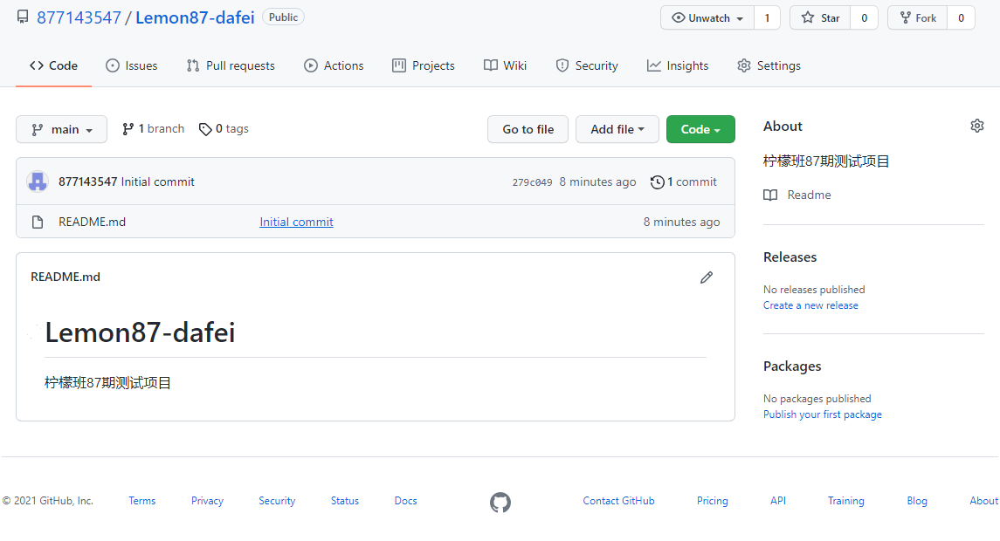 877143547 / Lemon87-dafei Public Unwatch 1 Star 0 Fork 0
Code Issues Pull requests Actions Projects Wiki Security Insights Settings
main 1 branch 0 tags Go to file Add file Code
877143547 Initial commit 279c049 8 minutes ago 1 commit
README.md Initial commit 8 minutes ago
README.md
Lemon87-dafei
柠檬班87期测试项目
About
柠檬班87期测试项目
Readme
Releases
No releases published
Create a new release
Packages
No packages published
Publish your first package
© 2021 GitHub, Inc. Terms Privacy Security Status Docs Contact GitHub Pricing API Training Blog About